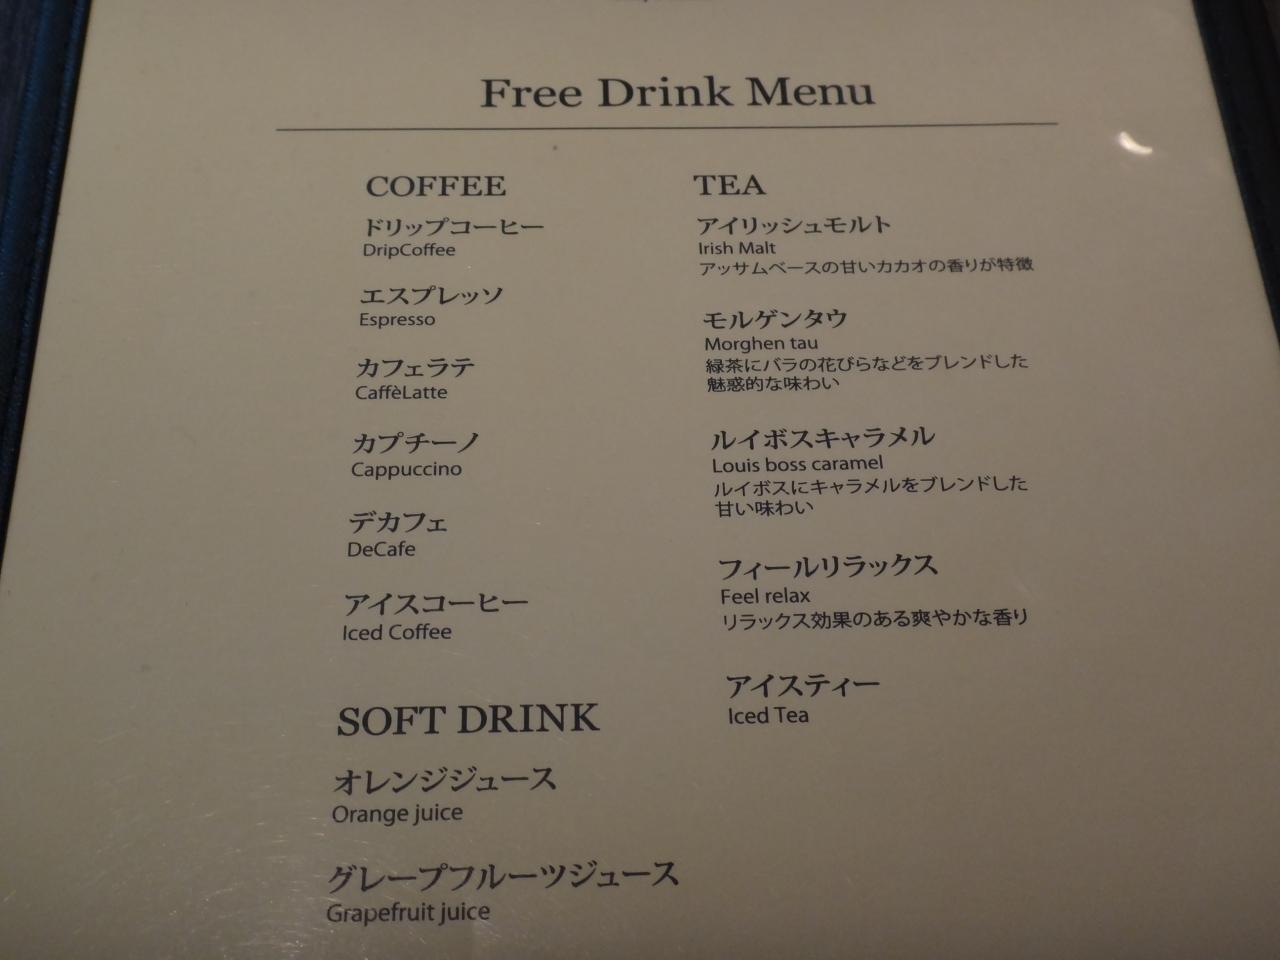 Free Drink Menu
COFFEE
ドリップコーヒー
DripCoffee
エスプレッソ
Espresso
カフェラテ
CaffèLatte
カプチーノ
Cappuccino
デカフェ
DeCafe
アイスコーヒー
Iced Coffee
SOFT DRINK
オレンジジュース
Orange juice
グレープフルーツジュース
Grapefruit juice
TEA
アイリッシュモルト
Irish Malt
アッサムベースの甘いカカオの香りが特徴
モルゲンタウ
Morghen tau
緑茶にバラの花びらなどをブレンドした
魅惑的な味わい
ルイボスキャラメル
Louis boss caramel
ルイボスにキャラメルをブレンドした
甘い味わい
フィールリラックス
Feel relax
リラックス効果のある爽やかな香り
アイスティー
Iced Tea